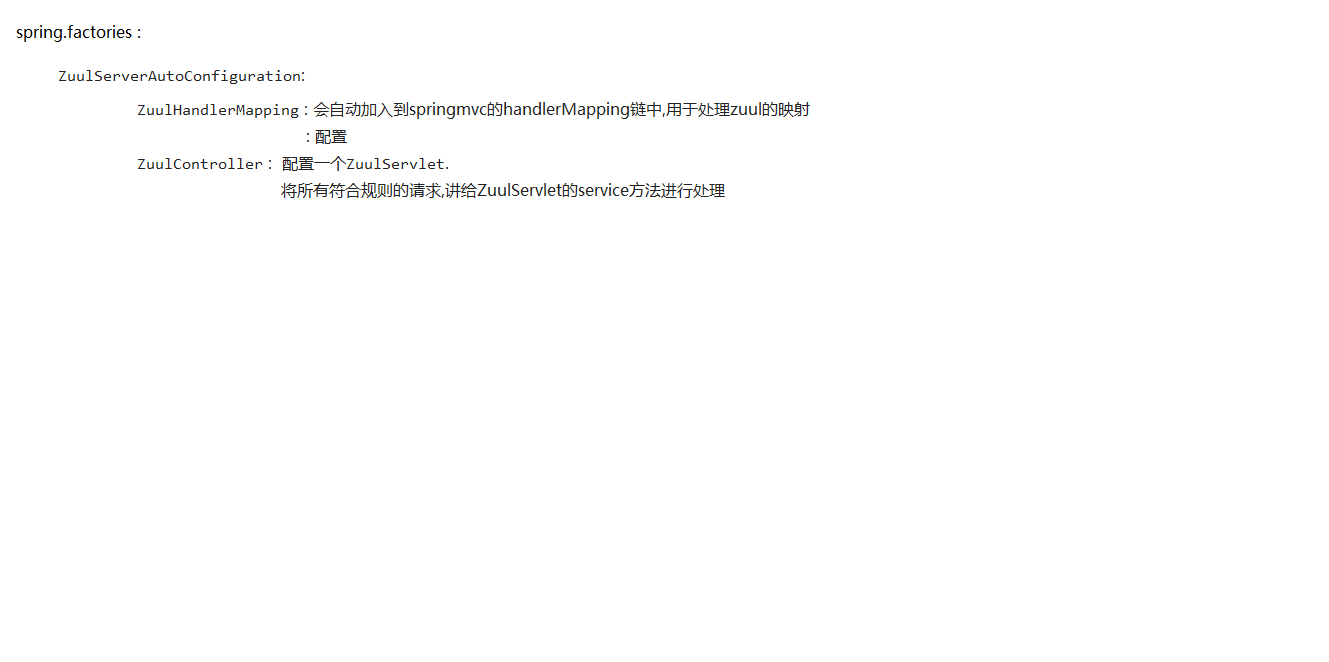 spring.factories :
ZuulServerAutoConfiguration:
ZuulHandlerMapping : 会自动加入到springmvc的handlerMapping链中,用于处理zuul的映射
: 配置
ZuulController : 配置一个ZuulServlet.
将所有符合规则的请求,讲给ZuulServlet的service方法进行处理